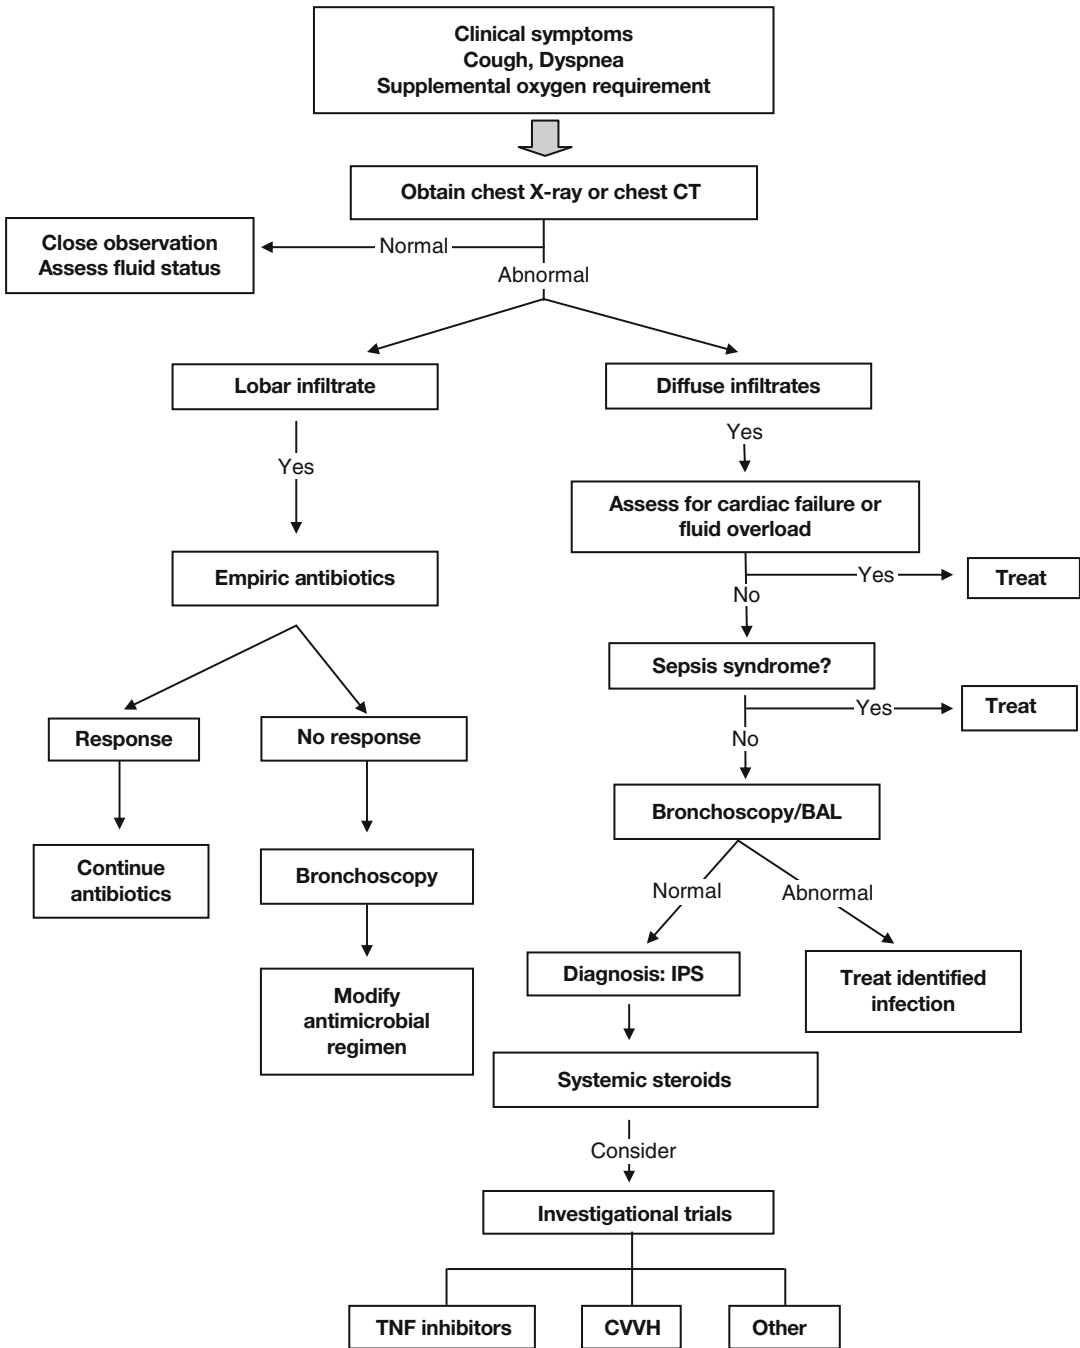 Clinical symptoms
Cough, Dyspnea
Supplemental oxygen requirement
Obtain chest X-ray or chest CT
Close observation
Assess fluid status
Normal
Abnormal
Lobar infiltrate
Diffuse infiltrates
Yes
Yes
Assess for cardiac failure or
fluid overload
Empiric antibiotics
Yes
Treat
No
Sepsis syndrome?
Response
No response
Yes
Treat
No
Bronchoscopy/BAL
Continue
antibiotics
Bronchoscopy
Normal
Abnormal
Diagnosis: IPS
Treat identified
infection
Modify
antimicrobial
regimen
Systemic steroids
Consider
Investigational trials
TNF inhibitors
CVVH
Other